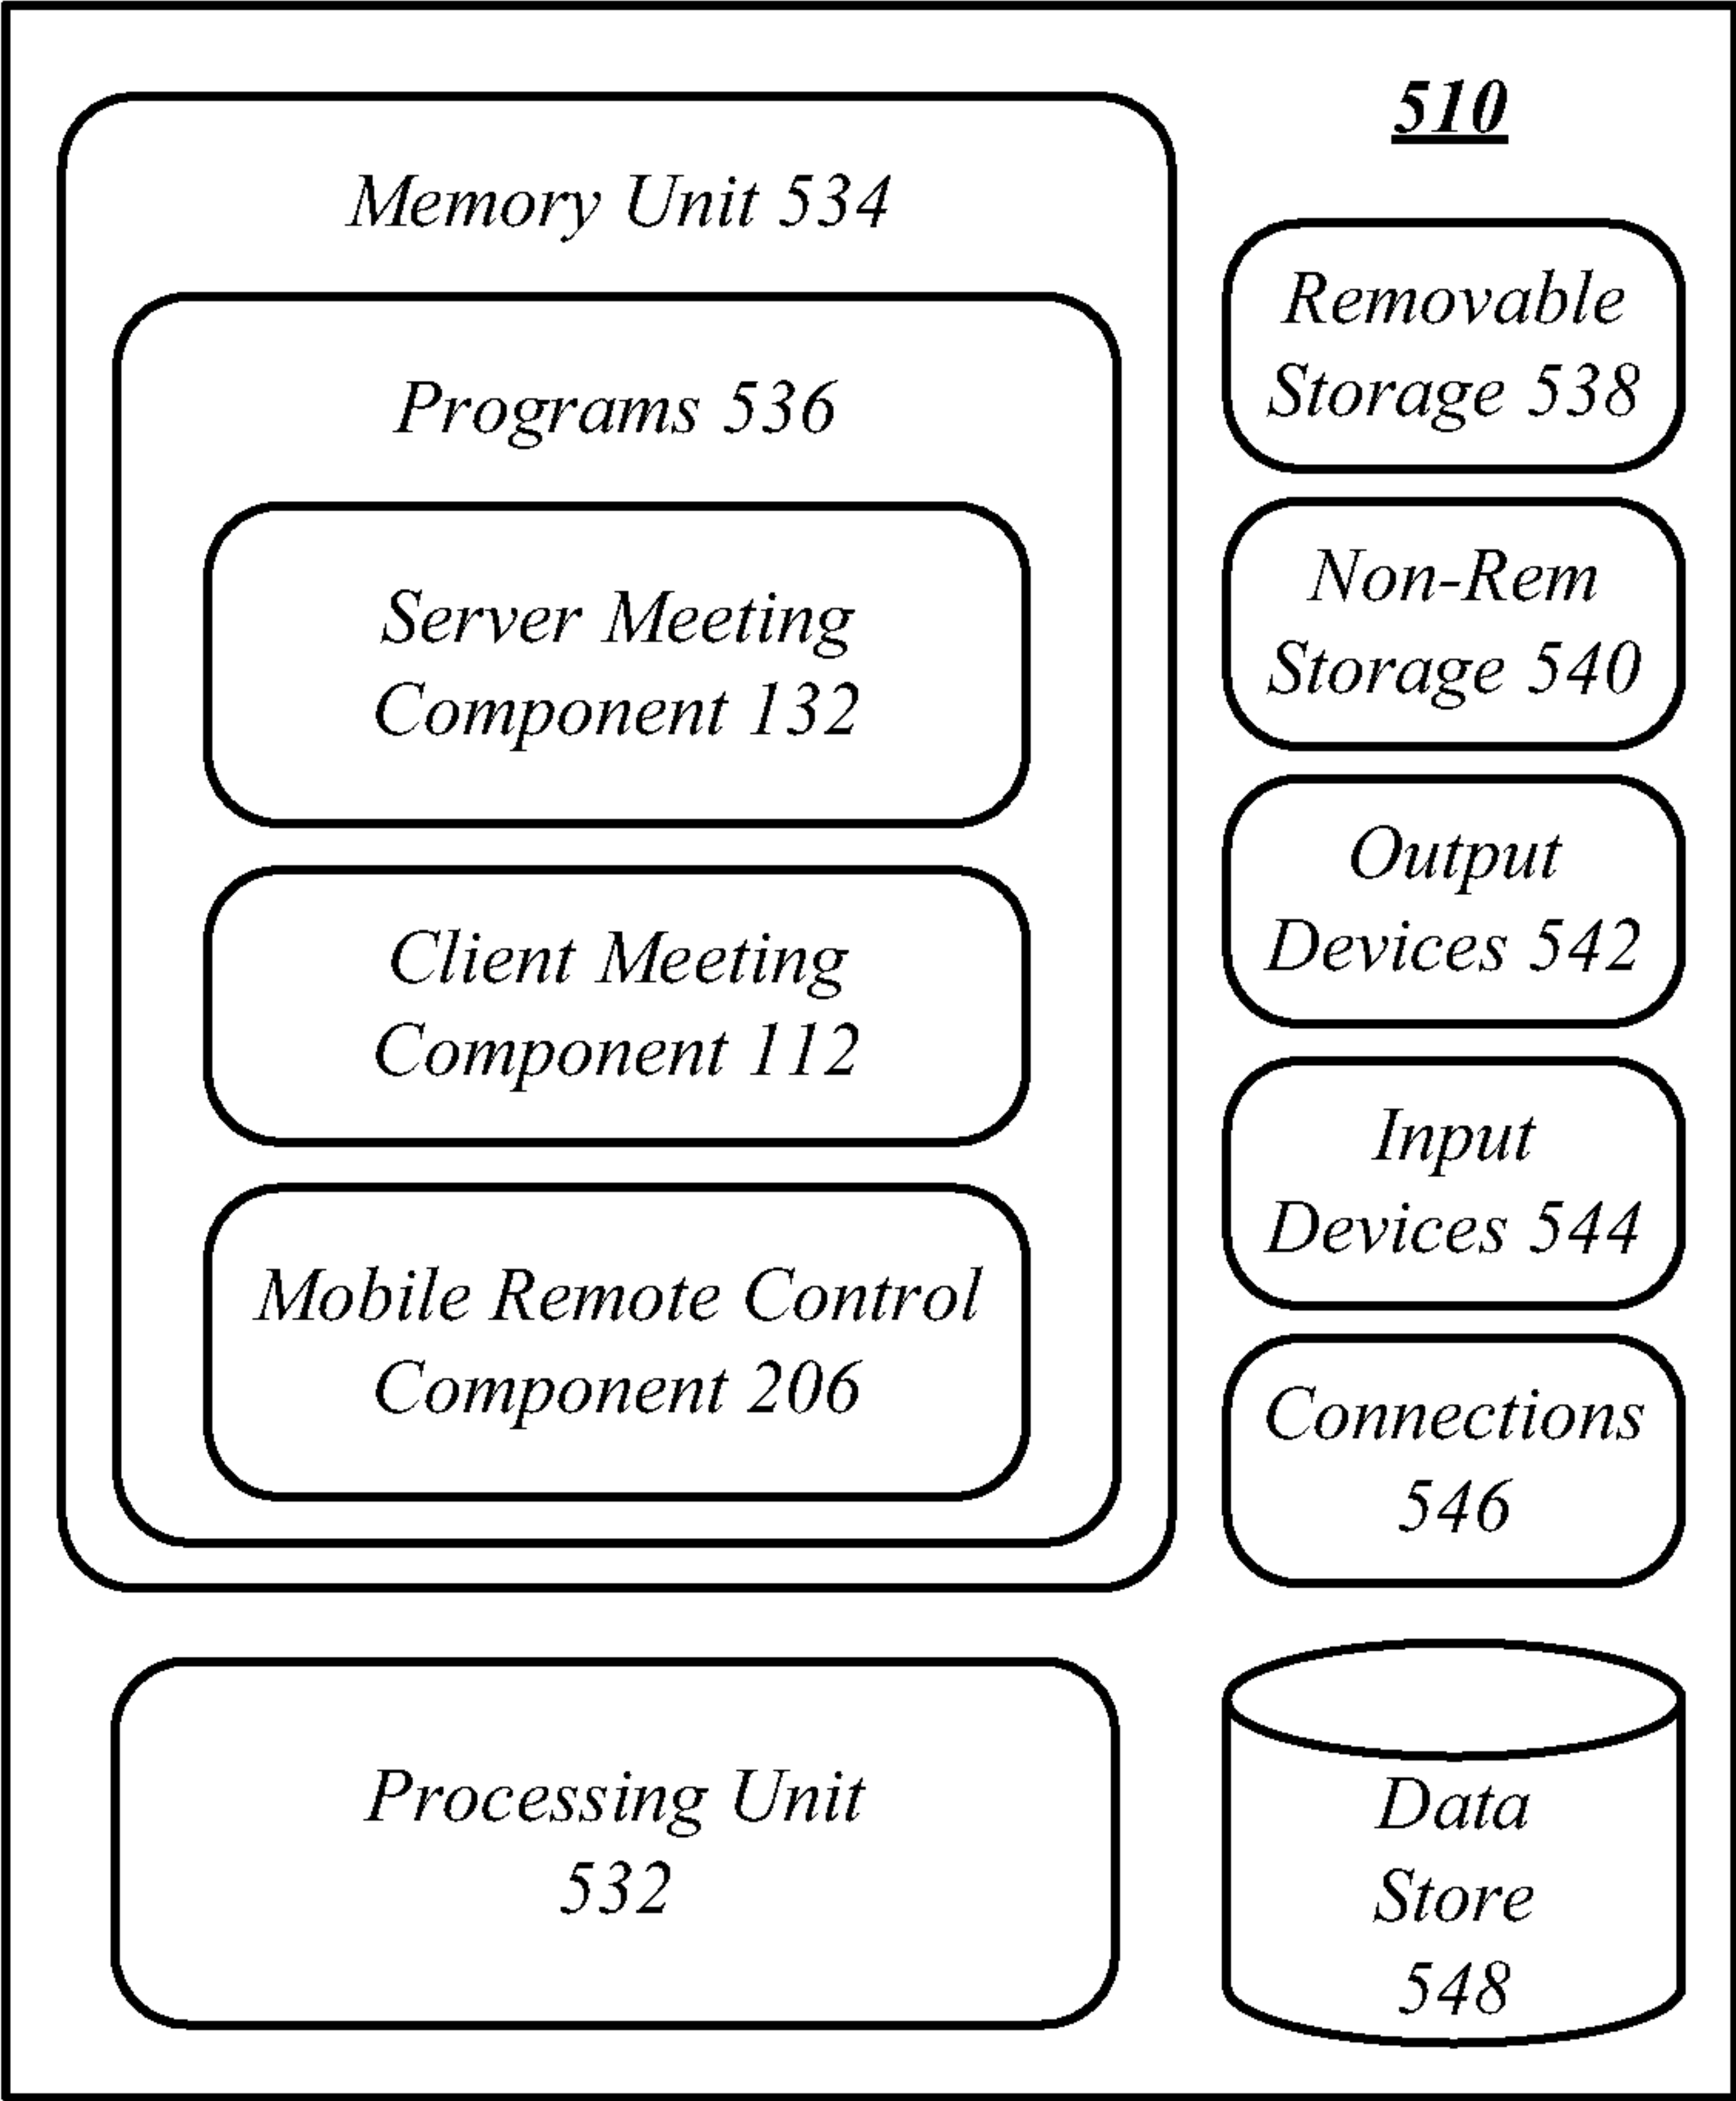 510
Memory Unit 534
Programs 536
Server Meeting
Component 132
Client Meeting
Component 112
Mobile Remote Control
Component 206
Processing Unit
532
Removable
Storage 538
Non-Rem
Storage 540
Output
Devices 542
Input
Devices 544
Connections
546
Data
Store
548